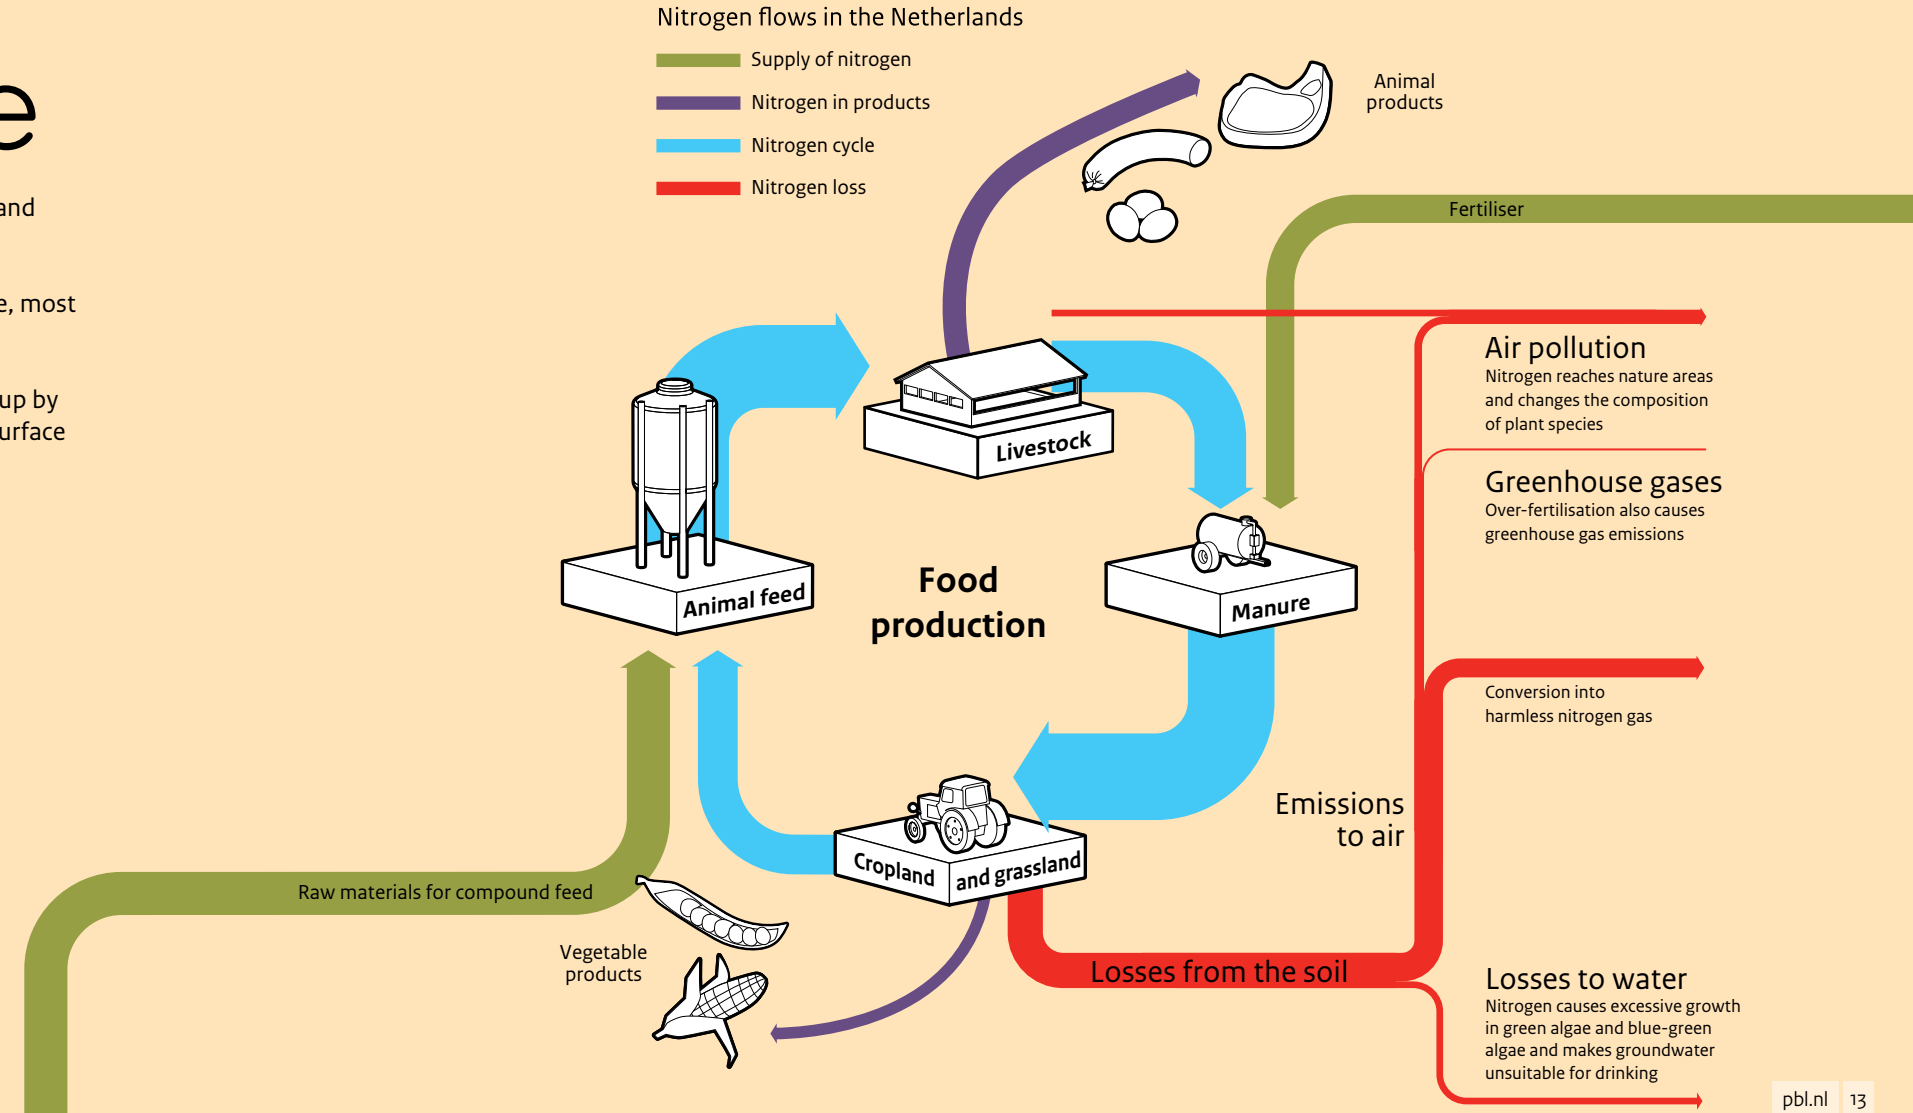 e
and
e, most
up by
urface
Nitrogen flows in the Netherlands
Supply of nitrogen
Nitrogen in products
Nitrogen cycle
Nitrogen loss
Animal
products
Fertiliser
Air pollution
Nitrogen reaches nature areas
and changes the composition
of plant species
Greenhouse gases
Over-fertilisation also causes
greenhouse gas emissions
Livestock
Animal feed
Food
production
Manure
Conversion into
harmless nitrogen gas
Emissions
to air
Cropland and grassland
Raw materials for compound feed
Vegetable
products
Losses from the soil
Losses to water
Nitrogen causes excessive growth
in green algae and blue-green
algae and makes groundwater
unsuitable for drinking
pbl.nl 13